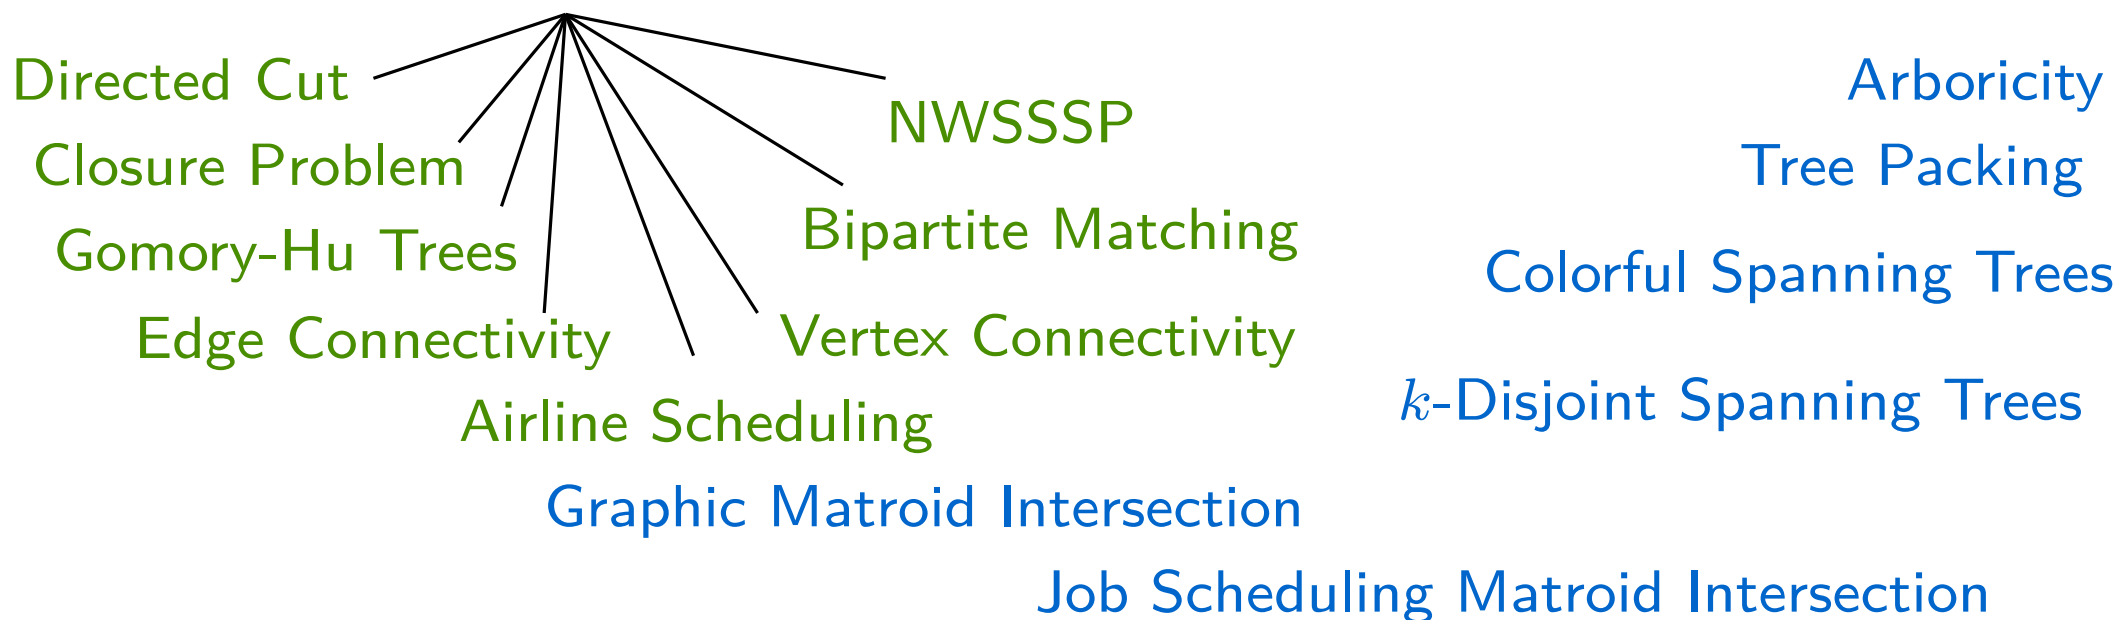 Directed Cut
Closure Problem
Gomory-Hu Trees
Edge Connectivity
Airline Scheduling
NWSSSP
Bipartite Matching
Vertex Connectivity
Graphic Matroid Intersection
Job Scheduling Matroid Intersection
Arboricity
Tree Packing
Colorful Spanning Trees
k-Disjoint Spanning Trees